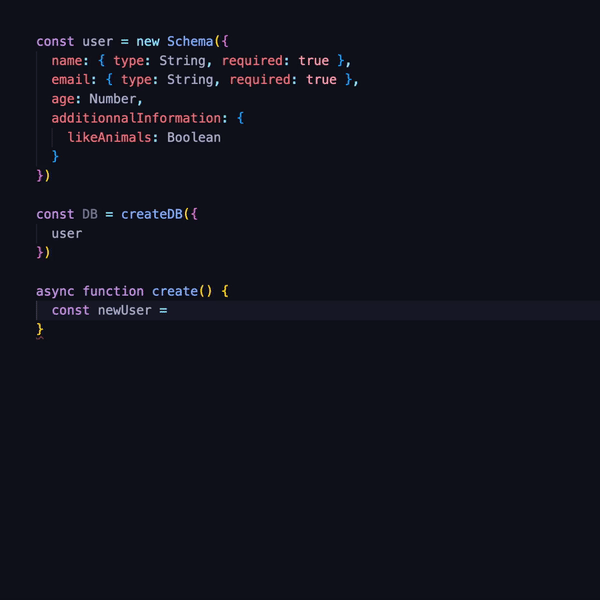 const user = new Schema({
  name: { type: String, required: true },
  email: { type: String, required: true },
  age: Number,
  additionnalInformation: {
    likeAnimals: Boolean
  }
})

const DB = createDB({
  user
})

async function create() {
  const newUser =
}